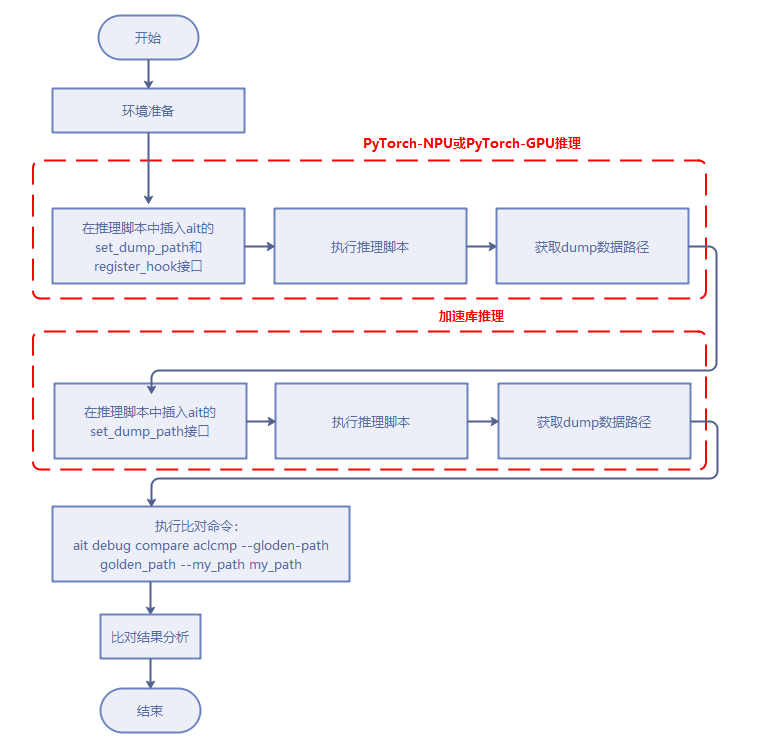 开始
环境准备
PyTorch-NPU或PyTorch-GPU推理
在推理脚本中插入ait的
set_dump_path和
register_hook接口
执行推理脚本
获取dump数据路径
加速库推理
在推理脚本中插入ait的
set_dump_path接口
执行推理脚本
获取dump数据路径
执行比对命令：
ait debug compare aclcmp --gloden-path
golden_path --my_path my_path
比对结果分析
结束